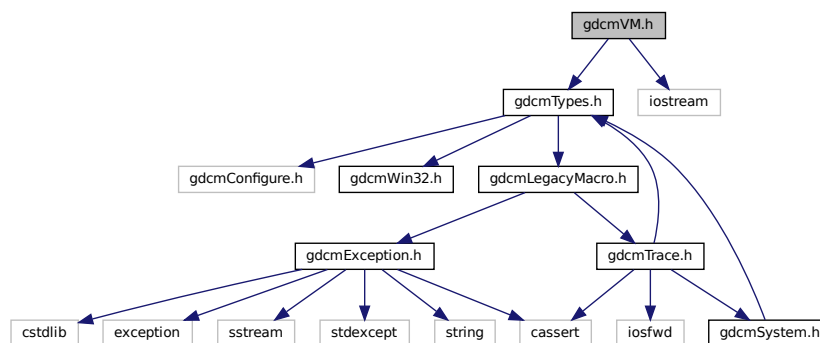 gdcmVM.h
gdcmTypes.h
iostream
gdcmConfigure.h
gdcmWin32.h
gdcmLegacyMacro.h
gdcmException.h
gdcmTrace.h
cstdlib
exception
sstream
stdexcept
string
cassert
iosfwd
gdcmSystem.h